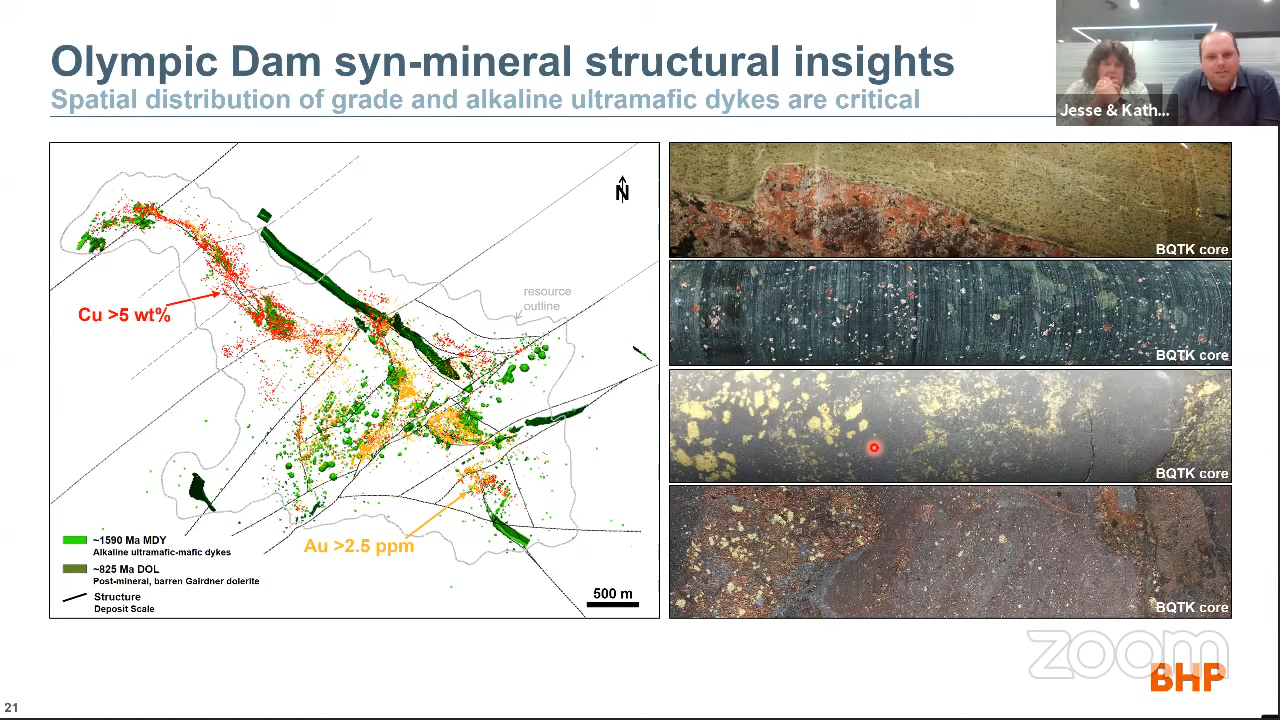 Olympic Dam syn-mineral structural insights
Spatial distribution of grade and alkaline ultramafic dykes are critical
Jesse & Kath...
N
resource
outline
Cu >5 wt%
Au >2.5 ppm
~1590 Ma MDY
Alkaline ultramafic-mafic dykes
~825 Ma DOL
Post-mineral, barren Gairdner dolerite
Structure
Deposit Scale
500 m
BQTK core
BQTK core
BQTK core
BQTK core
zoom
BHP
21